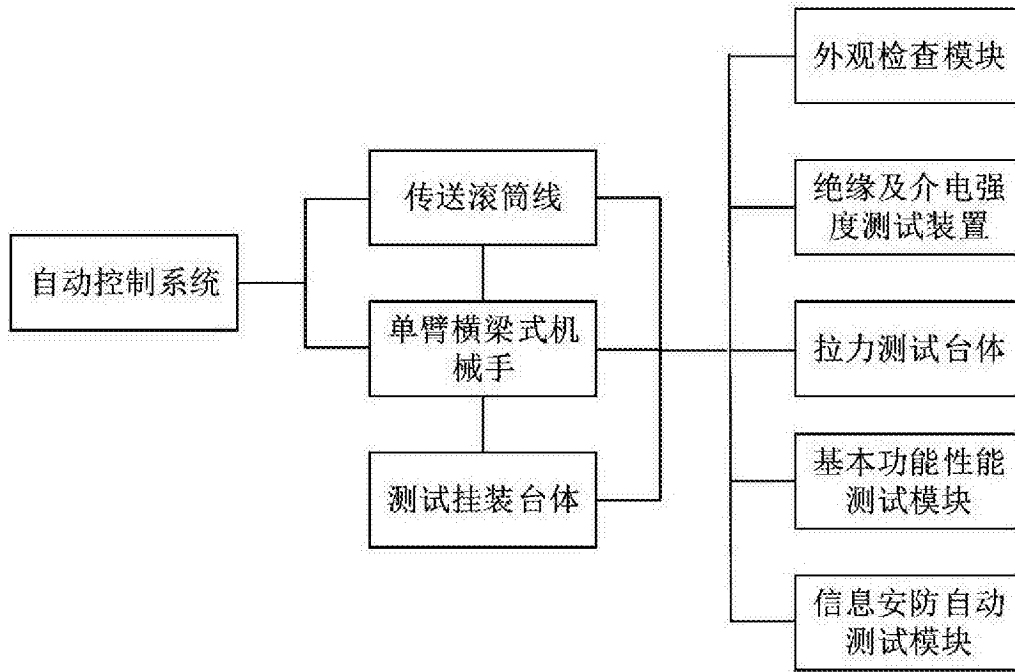 自动控制系统
传送滚筒线
单臂横梁式机
械手
测试挂装台体
外观检查模块
绝缘及介电强
度测试装置
拉力测试台体
基本功能性能
测试模块
信息安防自动
测试模块